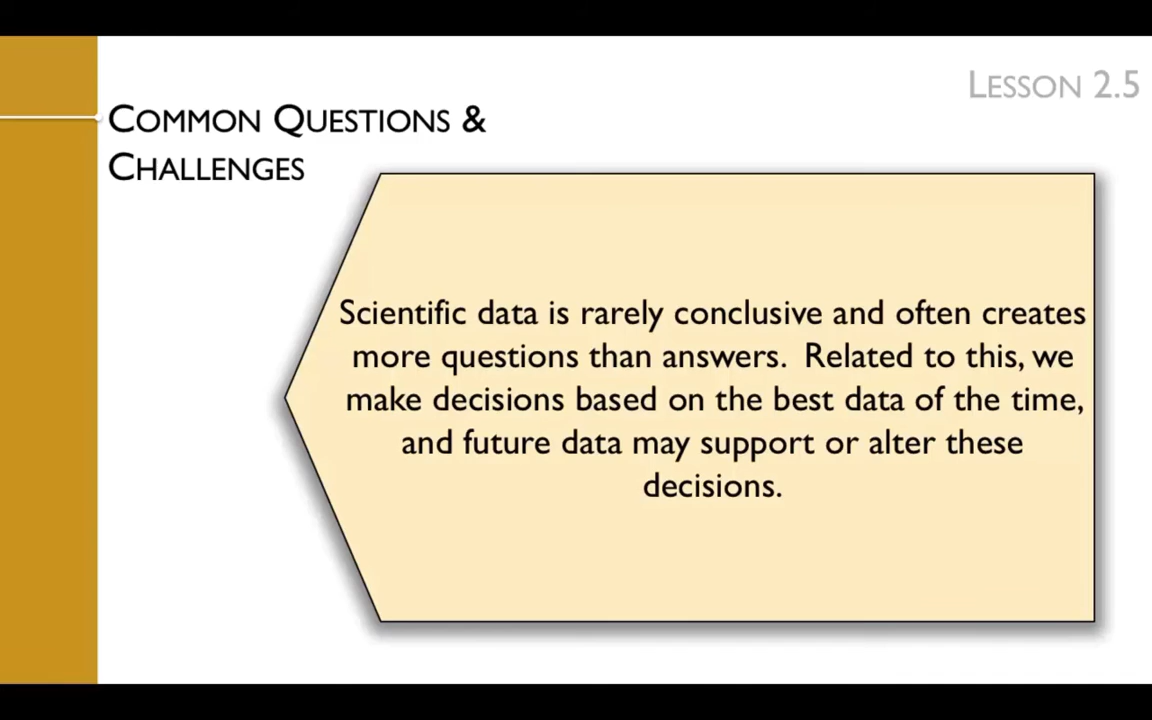 LESSON 2.5
COMMON QUESTIONS &
CHALLENGES
Scientific data is rarely conclusive and often creates
more questions than answers.  Related to this, we
make decisions based on the best data of the time,
and future data may support or alter these
decisions.